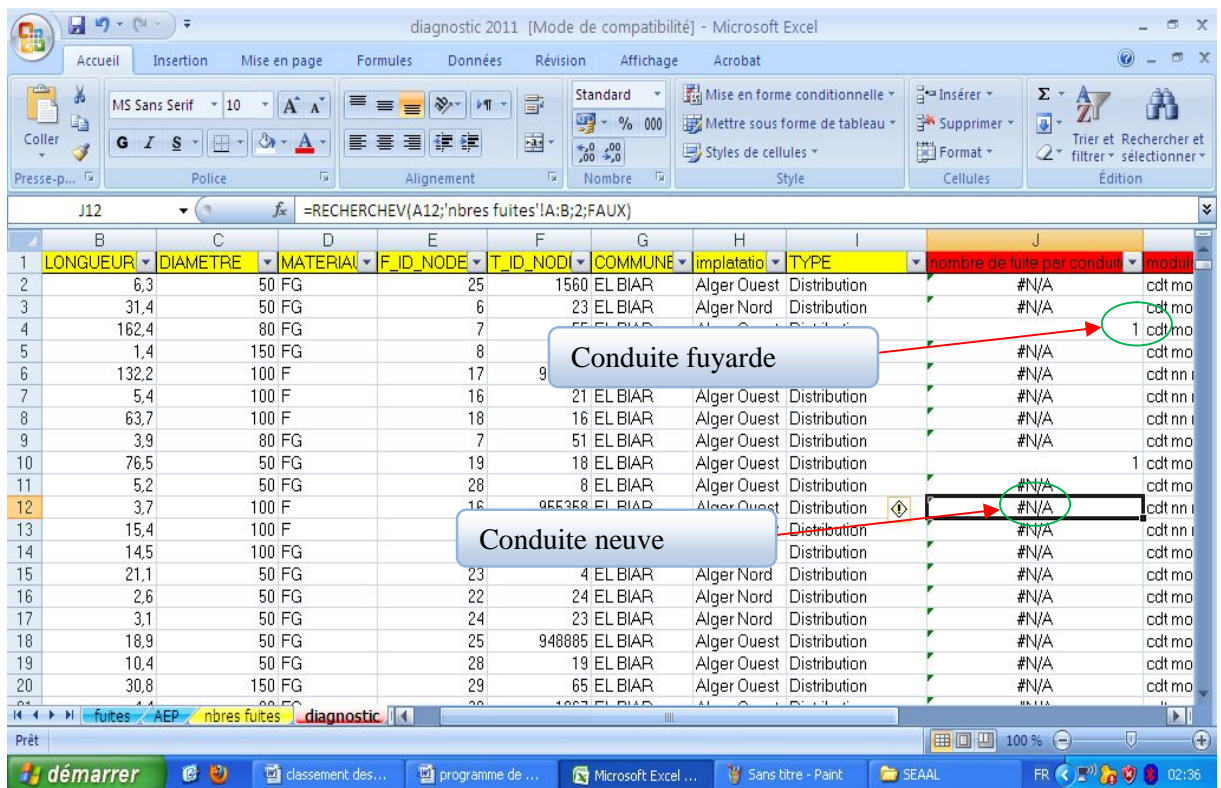 diagnostic 2011 [Mode de compatibilité] - Microsoft Excel
Accueil Insertion Mise en page Formules Données Révision Affichage Acrobat
MS Sans Serif 10 Standard Mise en forme conditionnelle Insérer
Coller % 000 Mettre sous forme de tableau Supprimer Trier et filtrer Rechercher et sélectionner
G I S Styles de cellules Format
Presse-p... Police Alignement Nombre Style Cellules Édition
J12 fx =RECHERCHEV(A12;'nbres fuites'!A:B;2;FAUX)
B C D E F G H I J
1 LONGUEUR DIAMETRE MATERIAU F_ID_NODE T_ID_NODE COMMUNE implatatio TYPE nombre de fuite par conduit module
2 6,3 50 FG 25 1560 EL BIAR Alger Ouest Distribution #N/A cdt mo
3 31,4 50 FG 6 23 EL BIAR Alger Nord Distribution #N/A cdt mo
4 162,4 80 FG 7 1 cdt mo
5 1,4 150 FG 8 #N/A cdt mo
Conduite fuyarde
6 132,2 100 F 17 9 #N/A cdt nn
7 5,4 100 F 16 21 EL BIAR Alger Ouest Distribution #N/A cdt nn
8 63,7 100 F 18 16 EL BIAR Alger Ouest Distribution #N/A cdt nn
9 3,9 80 FG 7 51 EL BIAR Alger Ouest Distribution #N/A cdt mo
10 76,5 50 FG 19 18 EL BIAR Alger Ouest Distribution 1 cdt mo
11 5,2 50 FG 28 8 EL BIAR Alger Ouest Distribution #N/A cdt mo
12 3,7 100 F 16 955358 EL BIAR Alger Ouest Distribution #N/A cdt nn
13 15,4 100 F Distribution #N/A cdt nn
Conduite neuve
14 14,5 100 FG Distribution #N/A cdt mo
15 21,1 50 FG 23 4 EL BIAR Alger Nord Distribution #N/A cdt mo
16 2,6 50 FG 22 24 EL BIAR Alger Nord Distribution #N/A cdt mo
17 3,1 50 FG 24 23 EL BIAR Alger Nord Distribution #N/A cdt mo
18 18,9 50 FG 25 948885 EL BIAR Alger Ouest Distribution #N/A cdt mo
19 10,4 50 FG 28 19 EL BIAR Alger Ouest Distribution #N/A cdt mo
20 30,8 150 FG 29 65 EL BIAR Alger Ouest Distribution #N/A cdt mo
fuites AEP nbres fuites diagnostic
Prêt 100 %
démarrer classement des... programme de ... Microsoft Excel ... Sans titre - Paint SEAAL FR 02:36